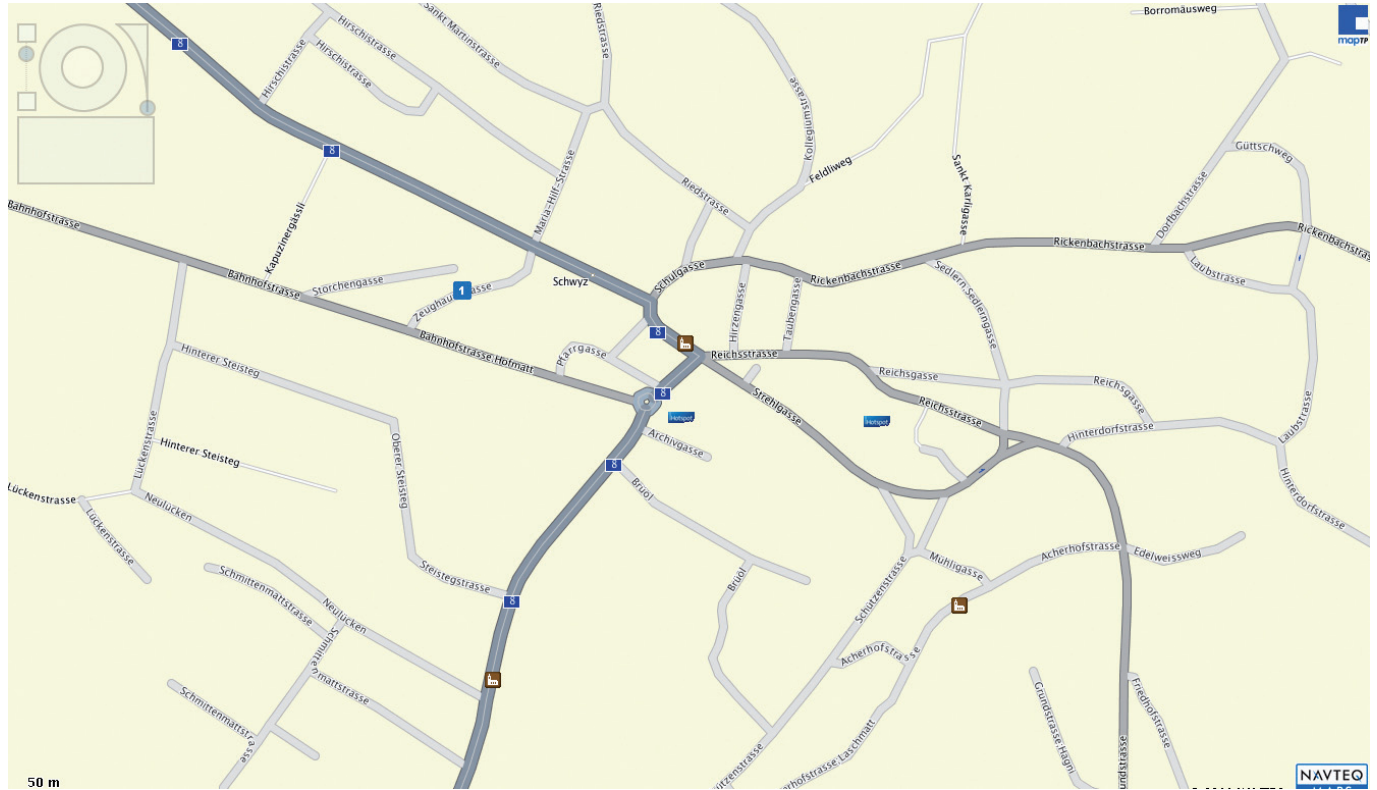 Borromäusweg
Sankt Martinstrasse
Riedstrasse
Hirschistrasse
8
mapTP
Hirschistrasse
Hirschistrasse
Kollegiumstrasse
8
Güttschweg
Feldliweg
Sankt Karligasse
Maria-Hilf-Strasse
Riedstrasse
Dorfbachstrasse
Bahnhofstrasse
Kapuzinergässli
Rickenbachstrasse
Rickenbachstrasse
Schulgasse
Rickenbachstrasse
Laubstrasse
Sedlern Sedlerngasse
Bahnhofstrasse
Storchengasse
Schwyz
1
Hirzengasse
Taubengasse
8
Bahnhofstrasse Hofmatt
Pfarrgasse
Reichsstrasse
Hinterer Steisteg
Reichsgasse
Reichsgasse
8
Strehlgasse
Reichsstrasse
Hotspot
Hotspot
Laubstrasse
Lückenstrasse
Hinterer Steisteg
Oberer Steisteg
Archivgasse
Hinterdorfstrasse
8
Lückenstrasse
Neulücken
Brüöl
Hinterdorfstrasse
Lückenstrasse
Steistegstrasse
Brüöl
Mühligasse
Acherhofstrasse
Edelweissweg
Schmittenmattstrasse
Neulücken
8
Schützenstrasse
Acherhofstrasse
Schmittenmattstrasse
Schmittenmattstrasse
Grundstrasse Hagni
Friedhofstrasse
50 m
NAVTEQ